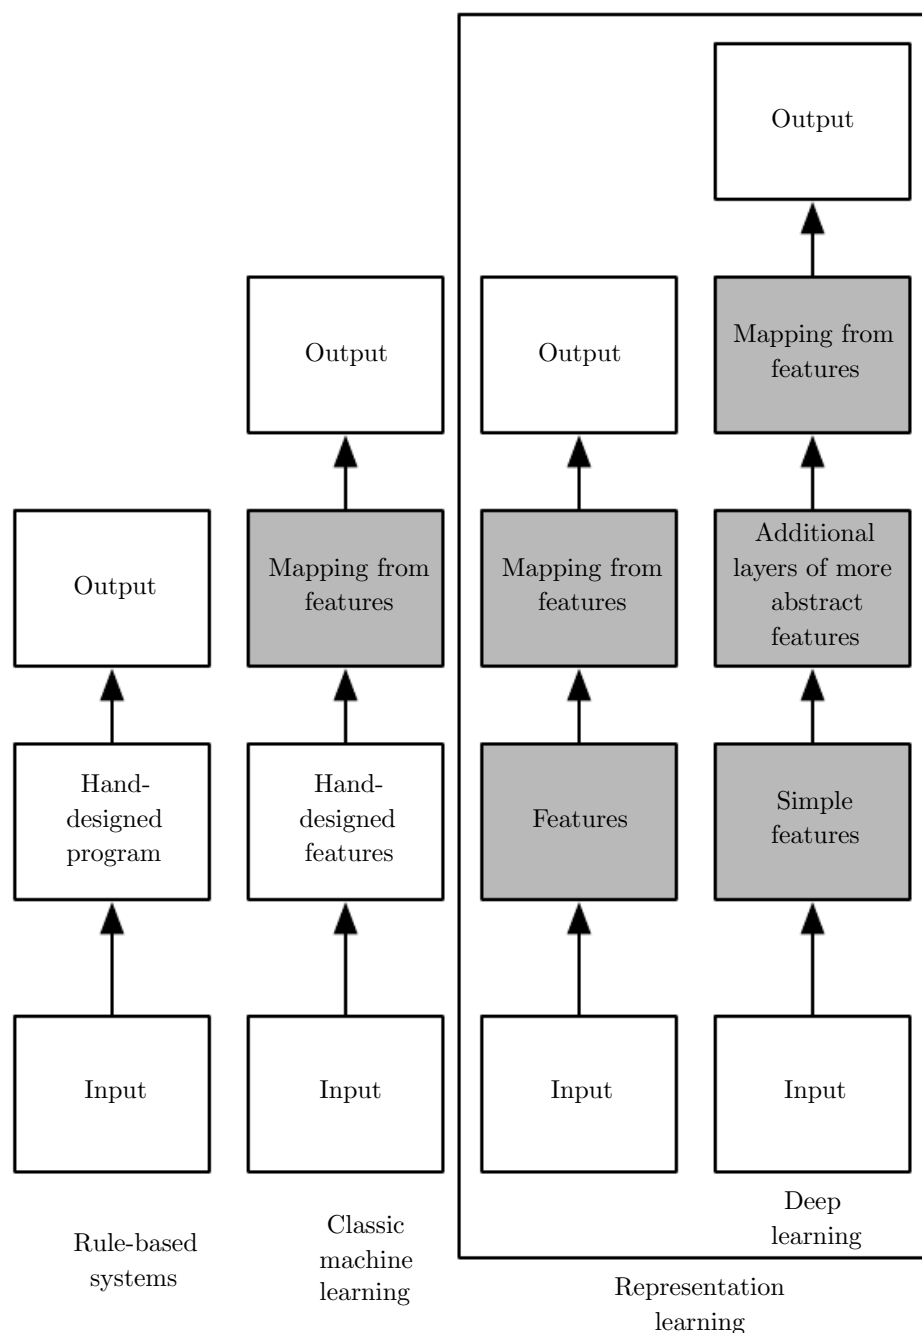 Output
Mapping from
features
Output
Output
Additional
layers of more
abstract
features
Mapping from
features
Mapping from
features
Output
Hand-
designed
program
Hand-
designed
features
Features
Simple
features
Input
Input
Input
Input
Rule-based
systems
Classic
machine
learning
Deep
learning
Representation
learning